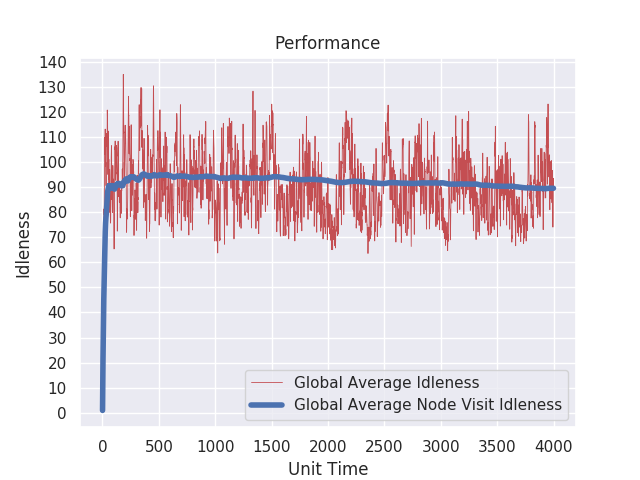 Performance
140
130
120
110
100
90
80
70
60
50
40
30
20
10
0
Idleness
Global Average Idleness
Global Average Node Visit Idleness
0 500 1000 1500 2000 2500 3000 3500 4000
Unit Time